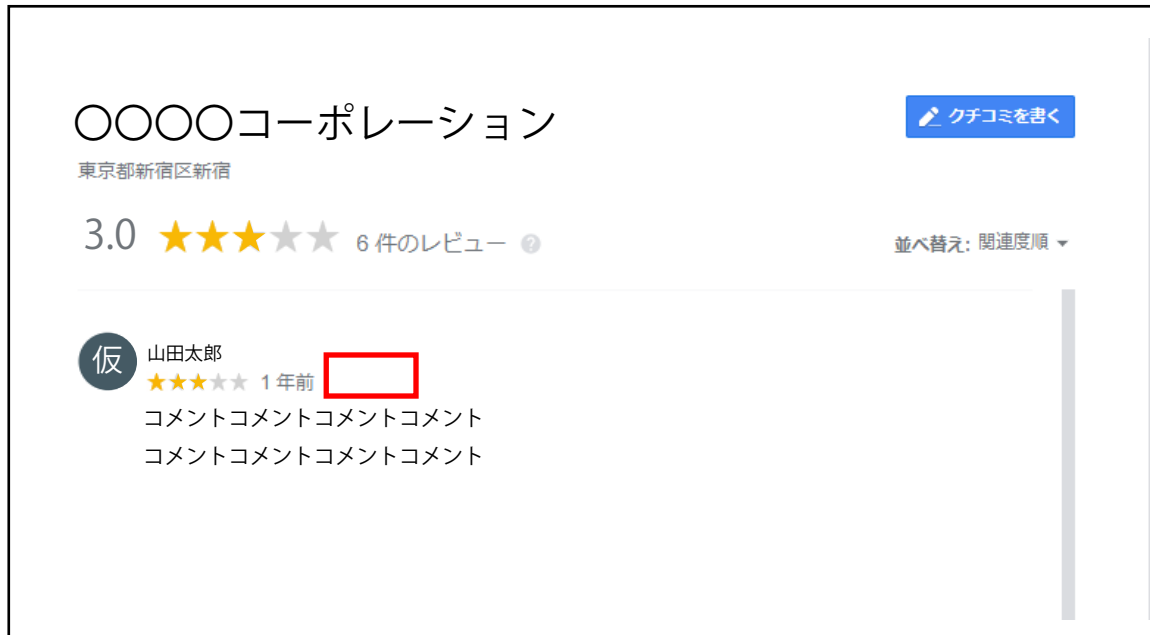 〇〇〇〇コーポレーション
クチコミを書く
東京都新宿区新宿
3.0 ★★★★★ 6 件のレビュー ?
並べ替え: 関連度順
仮
山田太郎
★★★★★ 1 年前
コメントコメントコメントコメント
コメントコメントコメントコメント